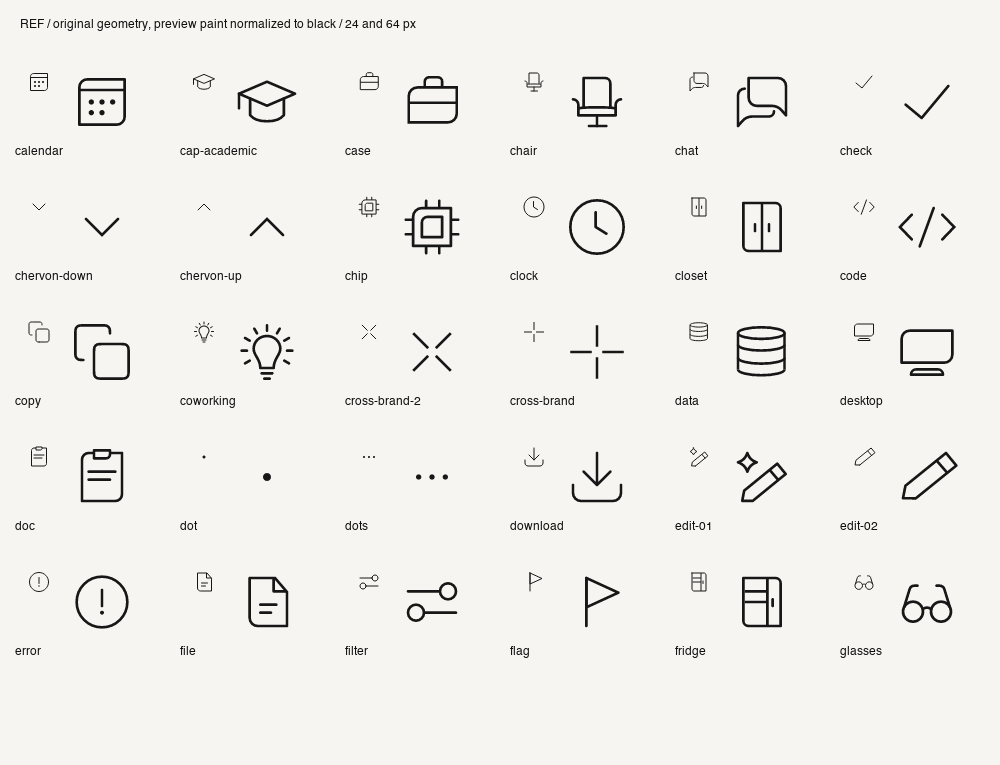 REF / original geometry, preview paint normalized to black / 24 and 64 px
calendar cap-academic case chair chat check
chervon-down chervon-up chip clock closet code
copy coworking cross-brand-2 cross-brand data desktop
doc dot dots download edit-01 edit-02
error file filter flag fridge glasses